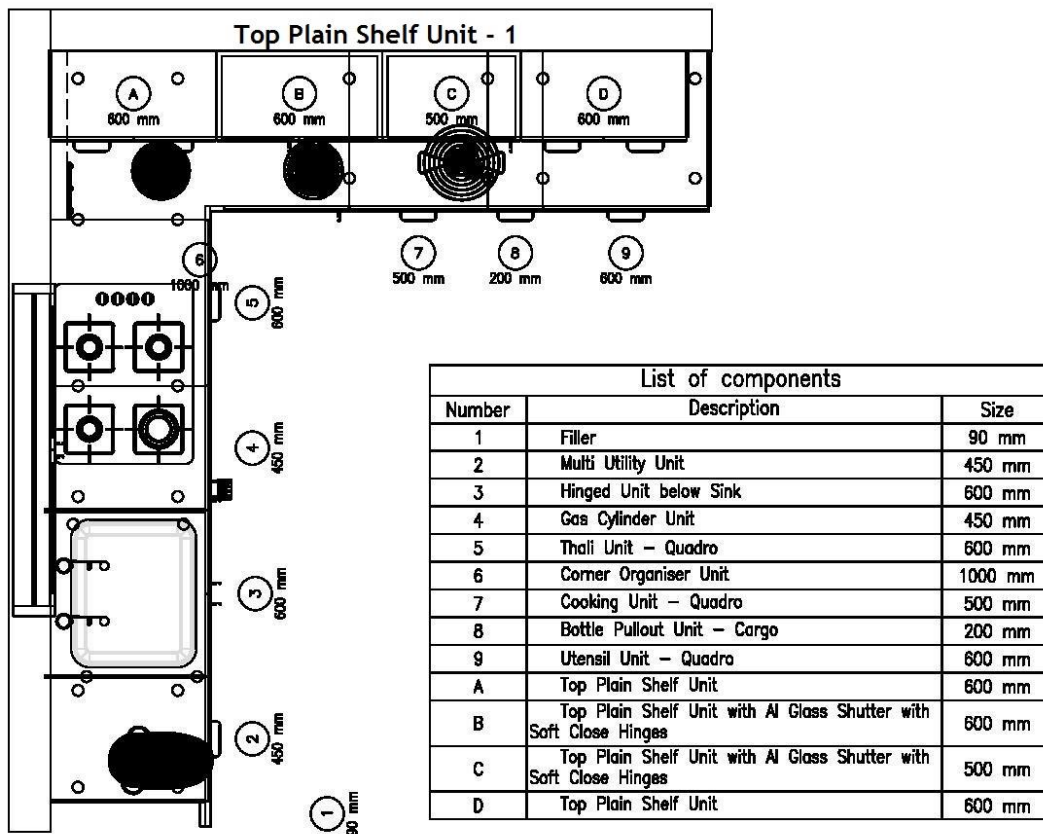 Top Plain Shelf Unit - 1
A
600 mm
B
600 mm
C
500 mm
D
600 mm
7
500 mm
8
200 mm
9
600 mm
6
1000 mm
5
600 mm
4
450 mm
3
600 mm
2
450 mm
1
90 mm
List of components
Number Description Size
1 Filler 90 mm
2 Multi Utility Unit 450 mm
3 Hinged Unit below Sink 600 mm
4 Gas Cylinder Unit 450 mm
5 Thali Unit – Quadro 600 mm
6 Corner Organiser Unit 1000 mm
7 Cooking Unit – Quadro 500 mm
8 Bottle Pullout Unit – Cargo 200 mm
9 Utensil Unit – Quadro 600 mm
A Top Plain Shelf Unit 600 mm
B Top Plain Shelf Unit with Al Glass Shutter with
Soft Close Hinges 600 mm
C Top Plain Shelf Unit with Al Glass Shutter with
Soft Close Hinges 500 mm
D Top Plain Shelf Unit 600 mm